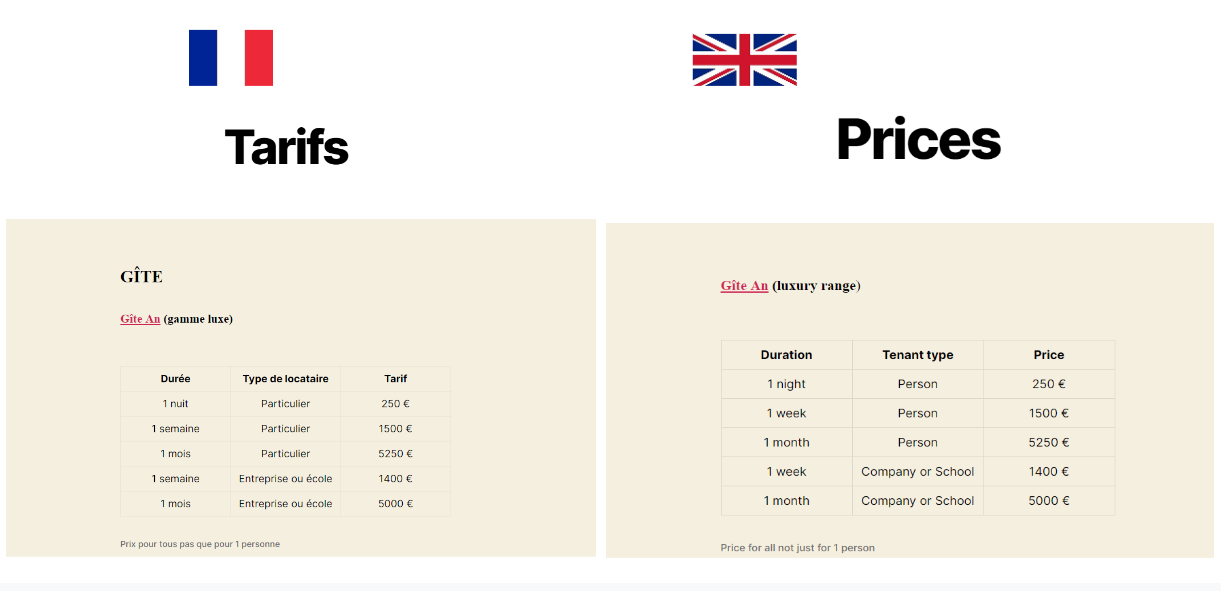 Tarifs
GÎTE
Gîte An (gamme luxe)
Durée Type de locataire Tarif
1 nuit Particulier 250 €
1 semaine Particulier 1500 €
1 mois Particulier 5250 €
1 semaine Entreprise ou école 1400 €
1 mois Entreprise ou école 5000 €
Prix pour tous pas que pour 1 personne
Prices
Gîte An (luxury range)
Duration Tenant type Price
1 night Person 250 €
1 week Person 1500 €
1 month Person 5250 €
1 week Company or School 1400 €
1 month Company or School 5000 €
Price for all not just for 1 person